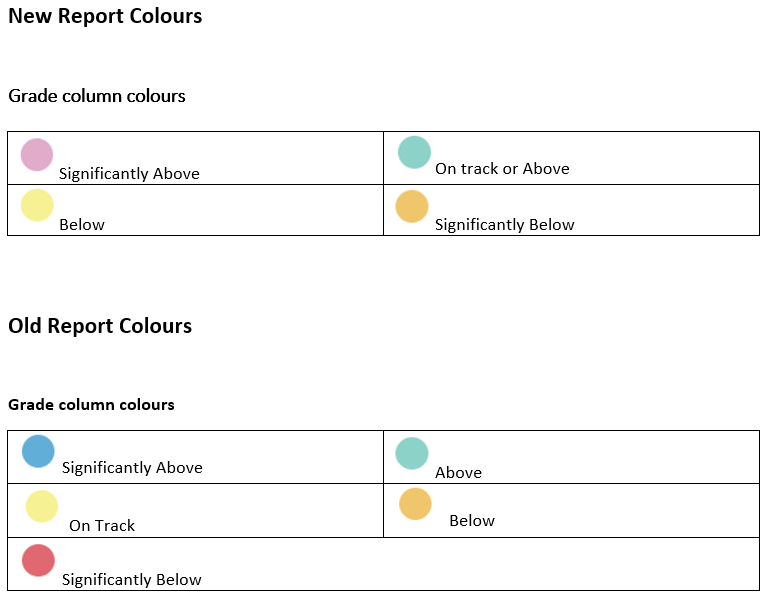 New Report Colours
Grade column colours
Significantly Above
On track or Above
Below
Significantly Below
Old Report Colours
Grade column colours
Significantly Above
Above
On Track
Below
Significantly Below